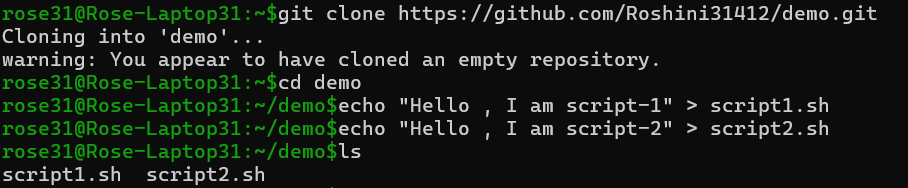 rose31@Rose-Laptop31:~$git clone https://github.com/Roshini31412/demo.git
Cloning into 'demo'...
warning: You appear to have cloned an empty repository.
rose31@Rose-Laptop31:~$cd demo
rose31@Rose-Laptop31:~/demo$echo "Hello , I am script-1" > script1.sh
rose31@Rose-Laptop31:~/demo$echo "Hello , I am script-2" > script2.sh
rose31@Rose-Laptop31:~/demo$ls
script1.sh  script2.sh